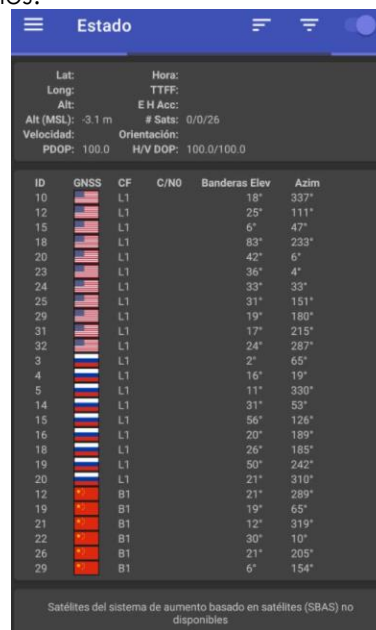 nos.
Estado
Lat: Hora:
Long: TTFF:
Alt: E H Acc:
Alt (MSL): -3.1 m # Sats: 0/0/26
Velocidad: Orientación:
PDOP: 100.0 H/V DOP: 100.0/100.0
ID GNSS CF C/N0 Banderas Elev Azim
10 L1 18° 337°
12 L1 25° 111°
15 L1 6° 47°
18 L1 83° 233°
20 L1 42° 6°
23 L1 36° 4°
24 L1 33° 33°
25 L1 31° 151°
29 L1 19° 180°
31 L1 17° 215°
32 L1 24° 287°
3 L1 2° 65°
4 L1 16° 19°
5 L1 11° 330°
14 L1 31° 53°
15 L1 56° 126°
16 L1 20° 189°
18 L1 26° 185°
19 L1 50° 242°
20 L1 21° 310°
12 B1 21° 289°
19 B1 19° 65°
21 B1 12° 319°
22 B1 30° 10°
26 B1 21° 205°
29 B1 6° 154°
Satélites del sistema de aumento basado en satélites (SBAS) no
disponibles